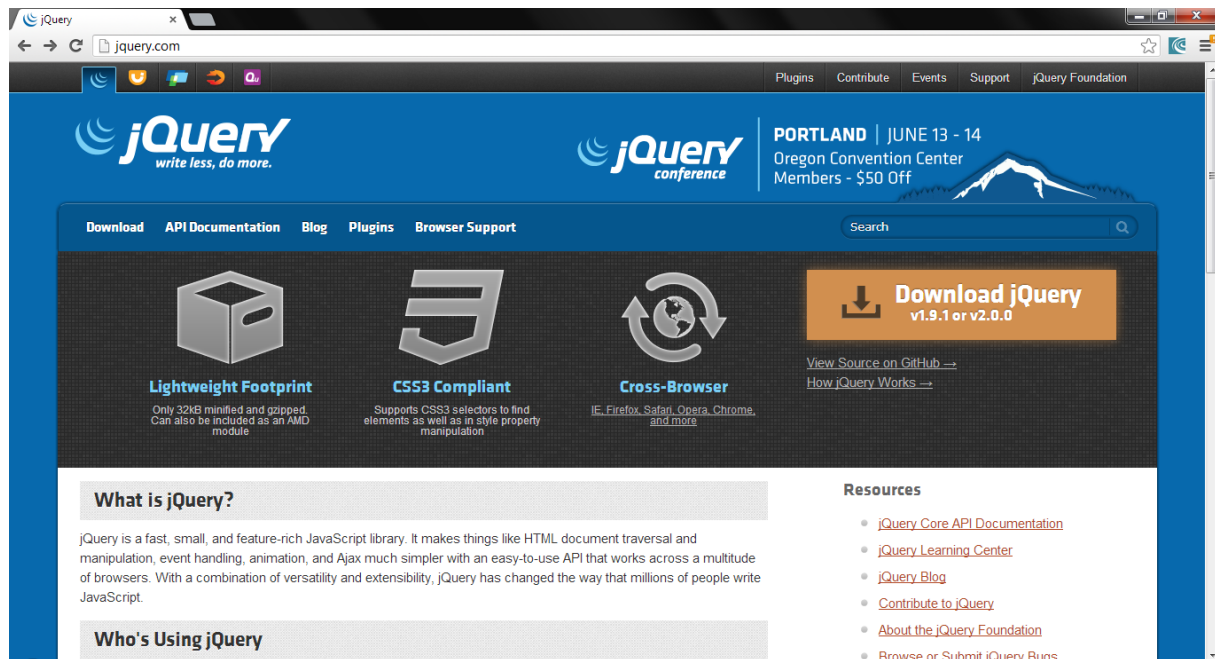 jQuery
jquery.com
Plugins Contribute Events Support jQuery Foundation
jQuery
write less, do more.
jQuery
conference
PORTLAND | JUNE 13 - 14
Oregon Convention Center
Members - $50 Off
Download API Documentation Blog Plugins Browser Support
Search
Lightweight Footprint
Only 32kB minified and gzipped.
Can also be included as an AMD
module
CSS3 Compliant
Supports CSS3 selectors to find
elements as well as in style property
manipulation
Cross-Browser
IE, Firefox, Safari, Opera, Chrome,
and more
Download jQuery
v1.9.1 or v2.0.0
View Source on GitHub →
How jQuery Works →
What is jQuery?
jQuery is a fast, small, and feature-rich JavaScript library. It makes things like HTML document traversal and
manipulation, event handling, animation, and Ajax much simpler with an easy-to-use API that works across a multitude
of browsers. With a combination of versatility and extensibility, jQuery has changed the way that millions of people write
JavaScript.
Who's Using jQuery
Resources
jQuery Core API Documentation
jQuery Learning Center
jQuery Blog
Contribute to jQuery
About the jQuery Foundation
Browse or Submit jQuery Bugs